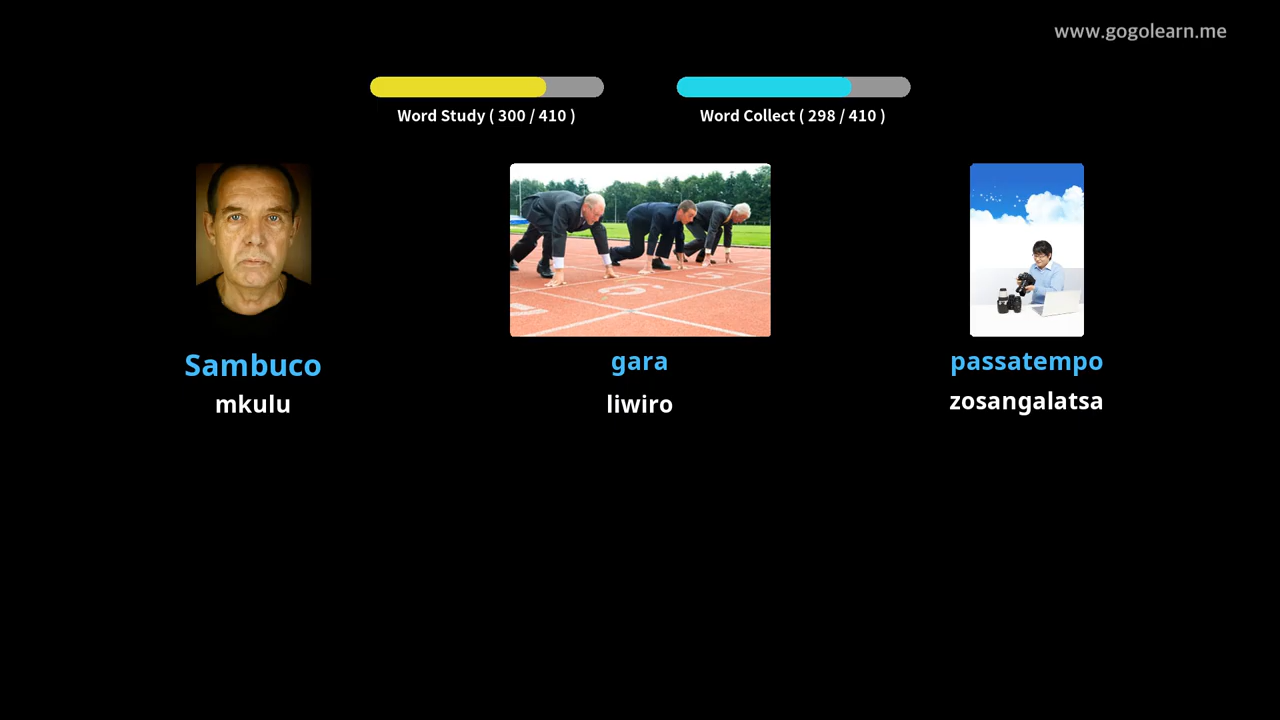 www.gogolearn.me
Word Study ( 300 / 410 )
Word Collect ( 298 / 410 )
Sambuco
mkulu
gara
liwiro
passatempo
zosangalatsa